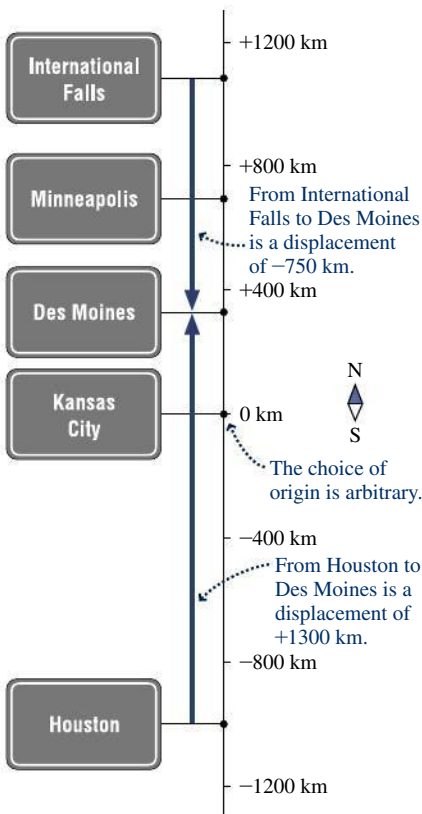 +1200 km
International
Falls
+800 km
Minneapolis
From International
Falls to Des Moines
is a displacement
of −750 km.
+400 km
Des Moines
Kansas
City
0 km
N
S
The choice of
origin is arbitrary.
−400 km
From Houston to
Des Moines is a
displacement of
+1300 km.
−800 km
Houston
−1200 km